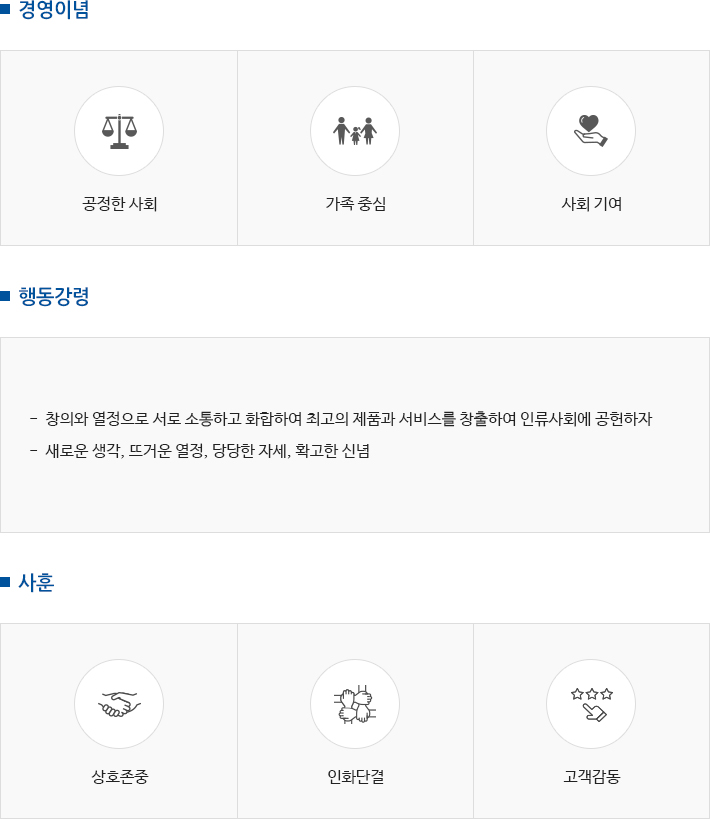 경영이념
공정한 사회
가족 중심
사회 기여
행동강령
- 창의와 열정으로 서로 소통하고 화합하여 최고의 제품과 서비스를 창출하여 인류사회에 공헌하자
- 새로운 생각, 뜨거운 열정, 당당한 자세, 확고한 신념
사훈
상호존중
인화단결
고객감동